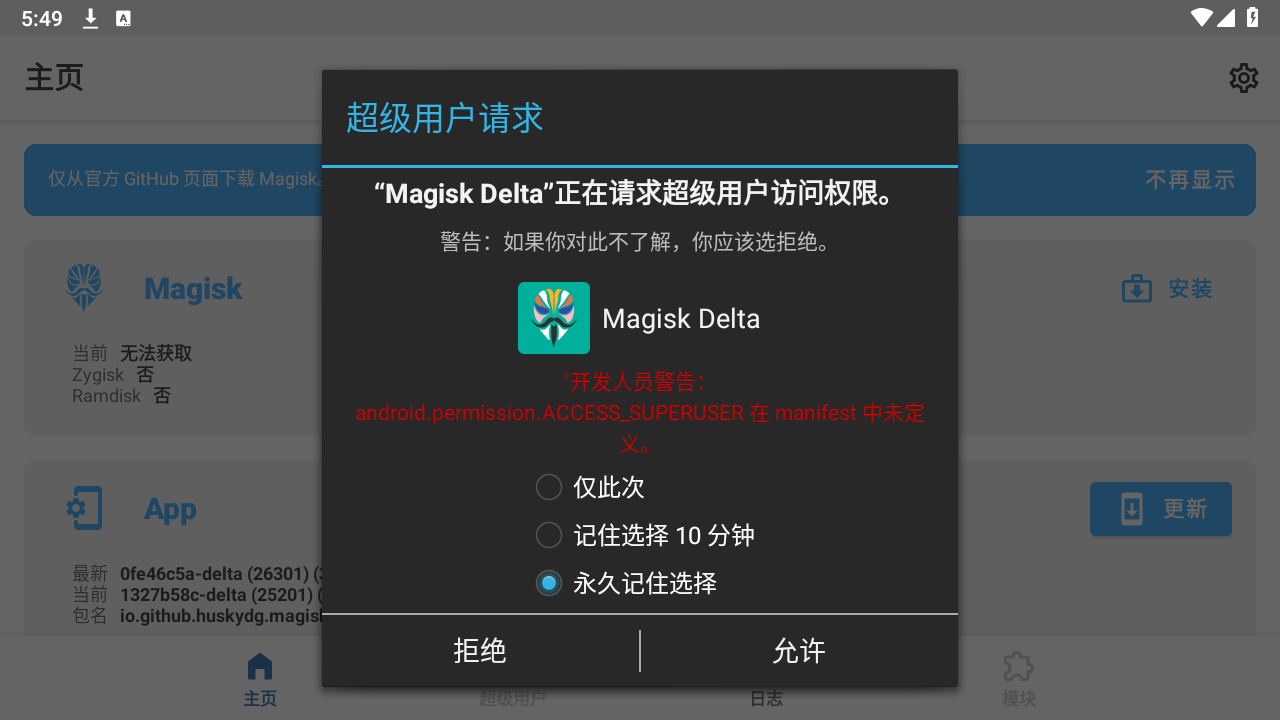 5:49
主页
仅从官方 GitHub 页面下载 Magisk。
不再显示
Magisk
安装
当前 无法获取
Zygisk 否
Ramdisk 否
App
更新
最新 0fe46c5a-delta (26301) (
当前 1327b58c-delta (25201) (
包名 io.github.huskydg.magis
超级用户请求
“Magisk Delta”正在请求超级用户访问权限。
警告：如果你对此不了解，你应该选拒绝。
Magisk Delta
"开发人员警告：
android.permission.ACCESS_SUPERUSER 在 manifest 中未定
义。
仅此次
记住选择 10 分钟
永久记住选择
拒绝
允许
主页
超级用户
日志
模块